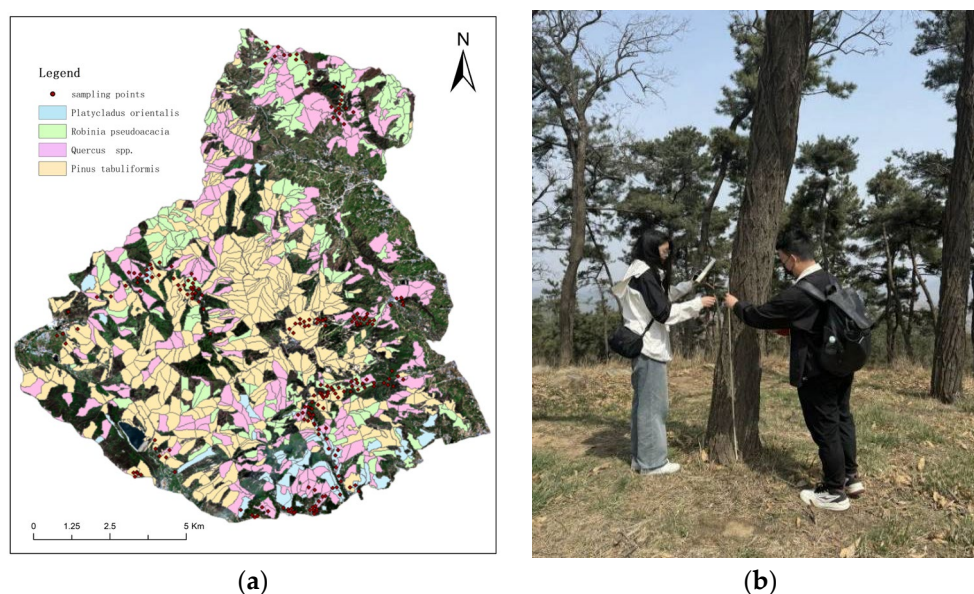 N
Legend
sampling points
Platycladus orientalis
Robinia pseudoacacia
Quercus spp.
Pinus tabuliformis
0 1.25 2.5 5 Km
(a)
(b)